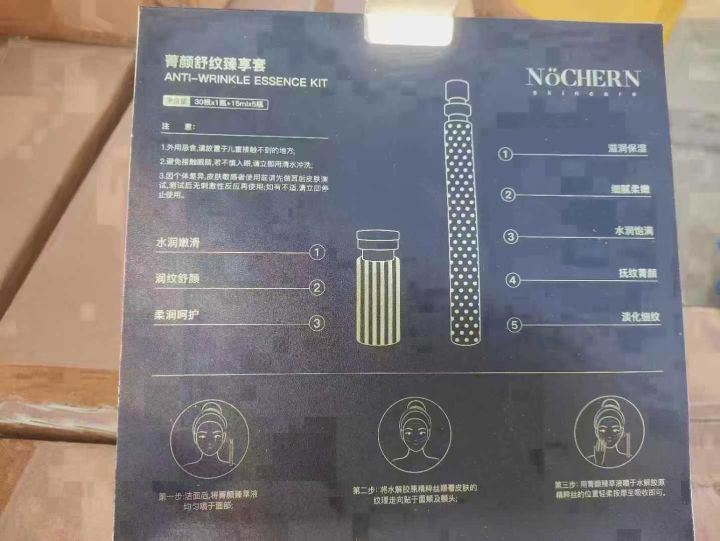 菁颜舒纹臻享套
ANTI-WRINKLE ESSENCE KIT
净含量 30根x1瓶+15mlx5瓶
NöCHERN
Skincare
注 意：
1.外用忌食,请放置于儿童接触不到的地方;
2.避免接触眼睛,若不慎入眼,请立即用清水冲洗;
3.因个体差异,皮肤敏感者使用前请先做耳后皮肤测
试,测试后无刺激性反应再使用;如有不适,请立即停
止使用。
水润嫩滑 1
润纹舒颜 2
柔润呵护 3
1 滋润保湿
2 细腻柔嫩
3 水润饱满
4 抚纹菁颜
5 淡化细纹
第一步:洁面后,将菁颜臻萃液
均匀喷于面部;
第二步:将水解胶原精粹丝顺着皮肤的
纹理走向贴于面颊及额头;
第三步:用菁颜臻萃液喷于水解胶原
精粹丝的位置轻柔按摩至吸收即可。